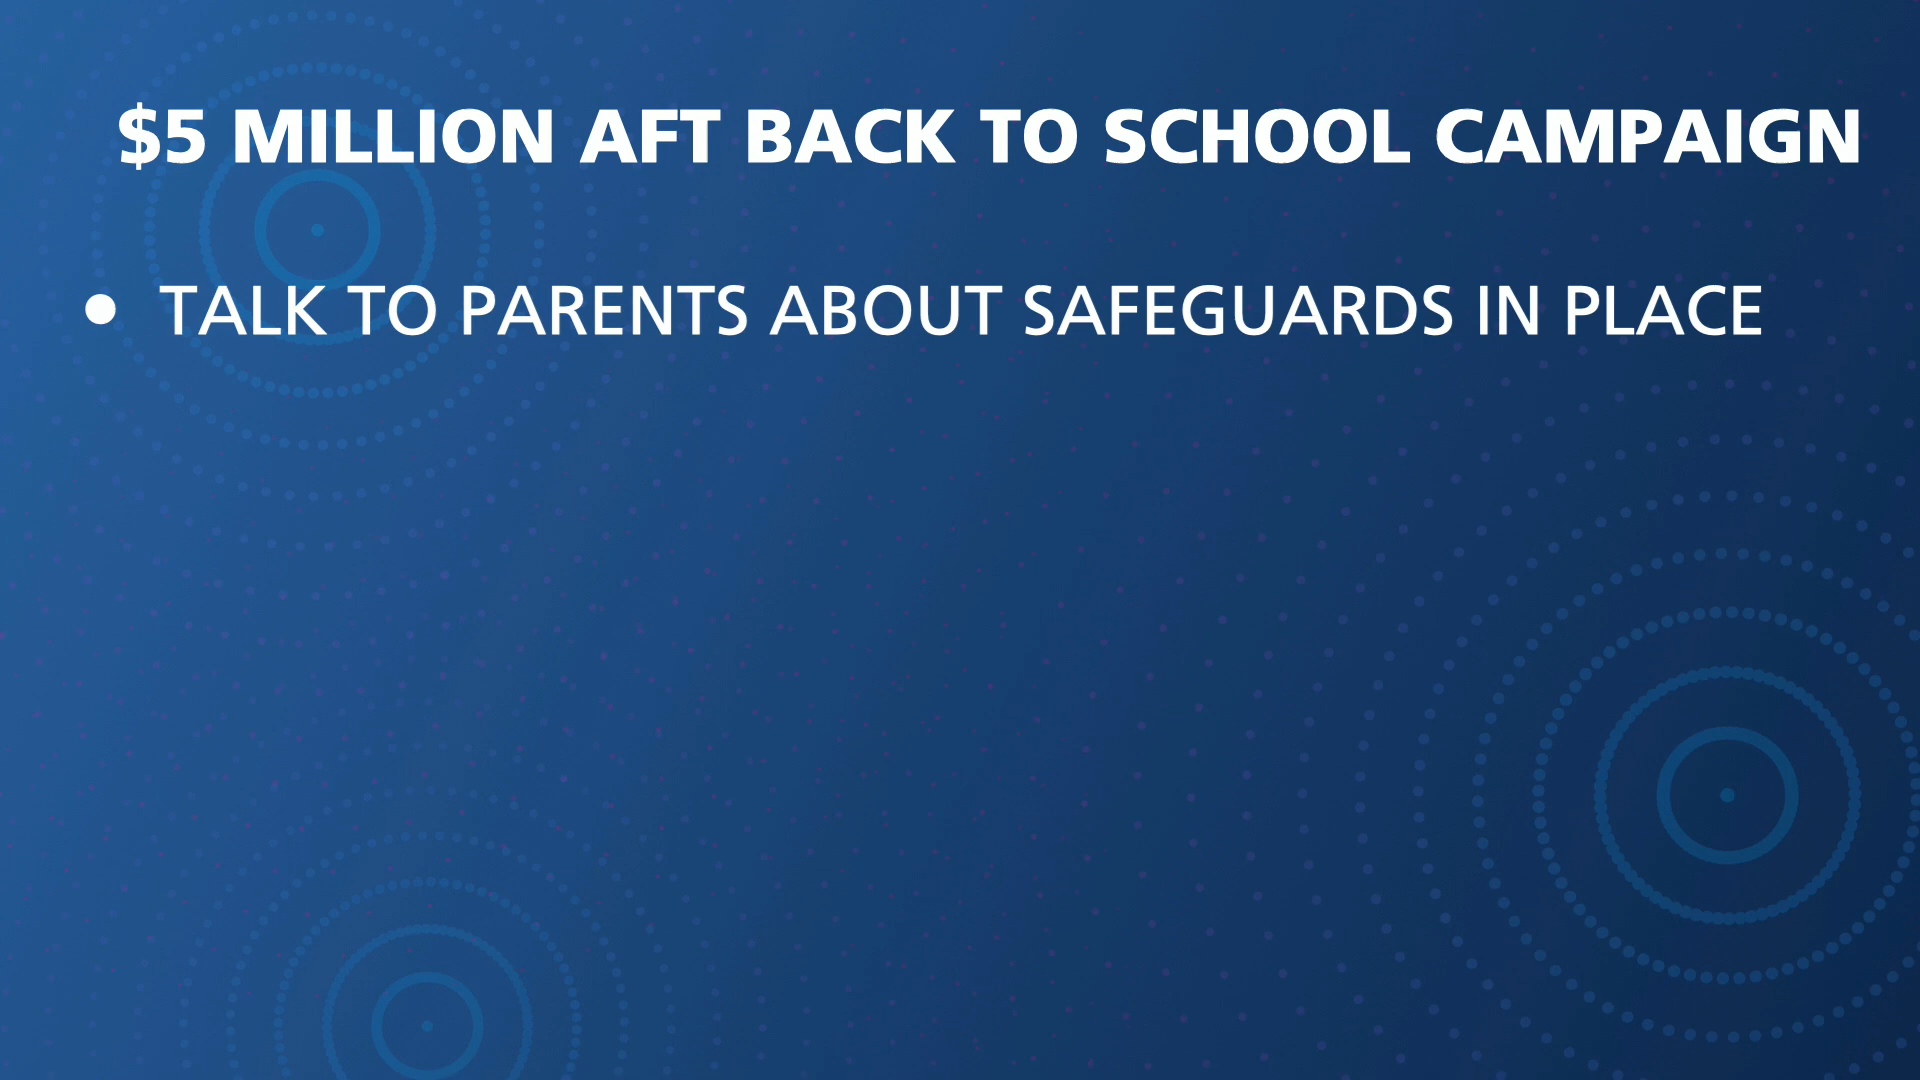 $5 MILLION AFT BACK TO SCHOOL CAMPAIGN
• TALK TO PARENTS ABOUT SAFEGUARDS IN PLACE